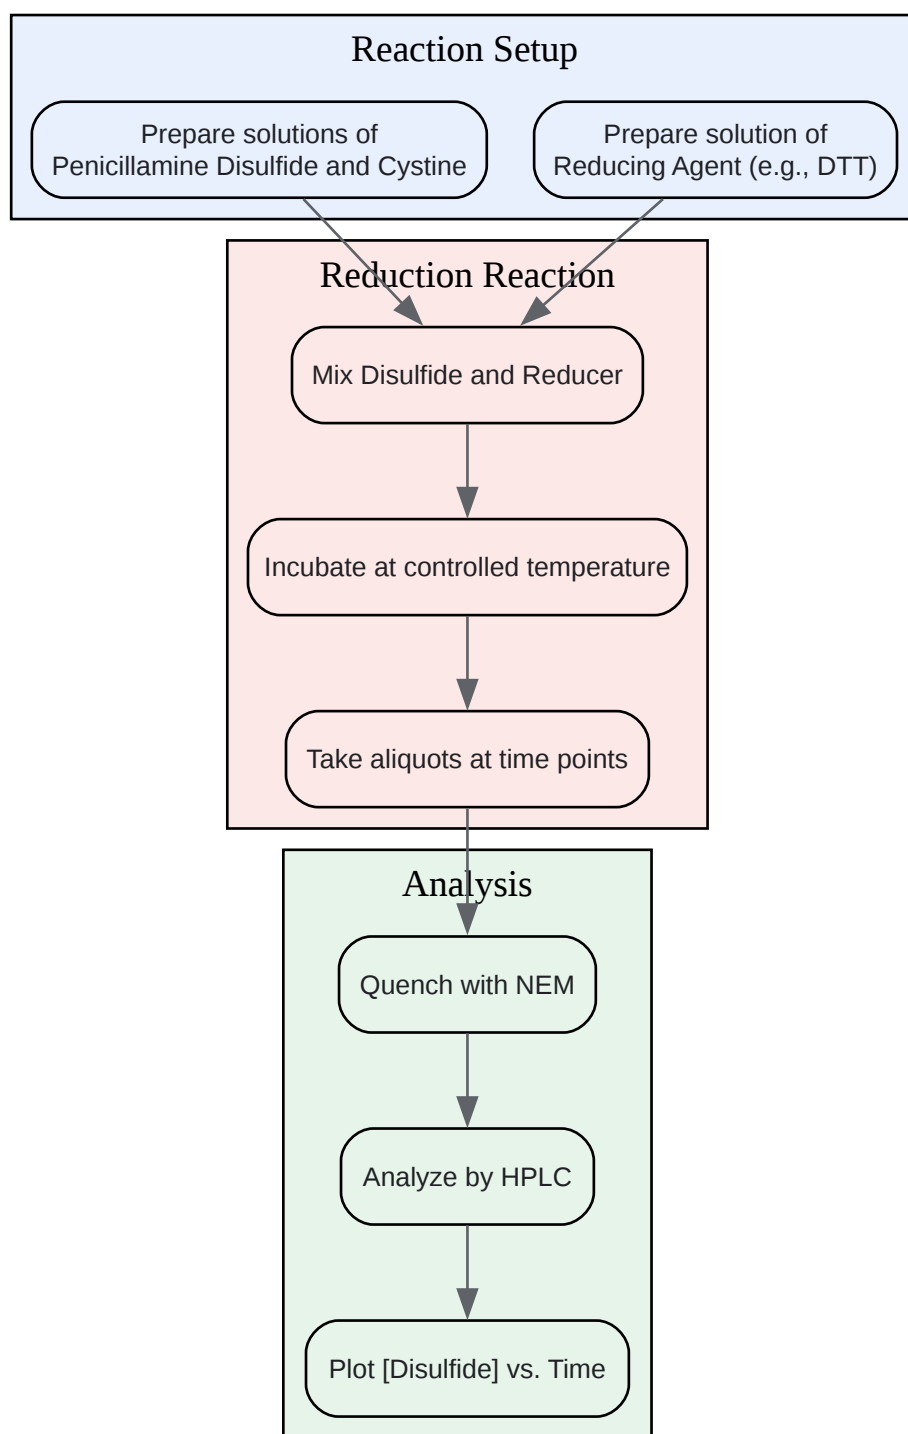 Reaction Setup
Prepare solutions of
Penicillamine Disulfide and Cystine
Prepare solution of
Reducing Agent (e.g., DTT)
Reduction Reaction
Mix Disulfide and Reducer
Incubate at controlled temperature
Take aliquots at time points
Analysis
Quench with NEM
Analyze by HPLC
Plot [Disulfide] vs. Time